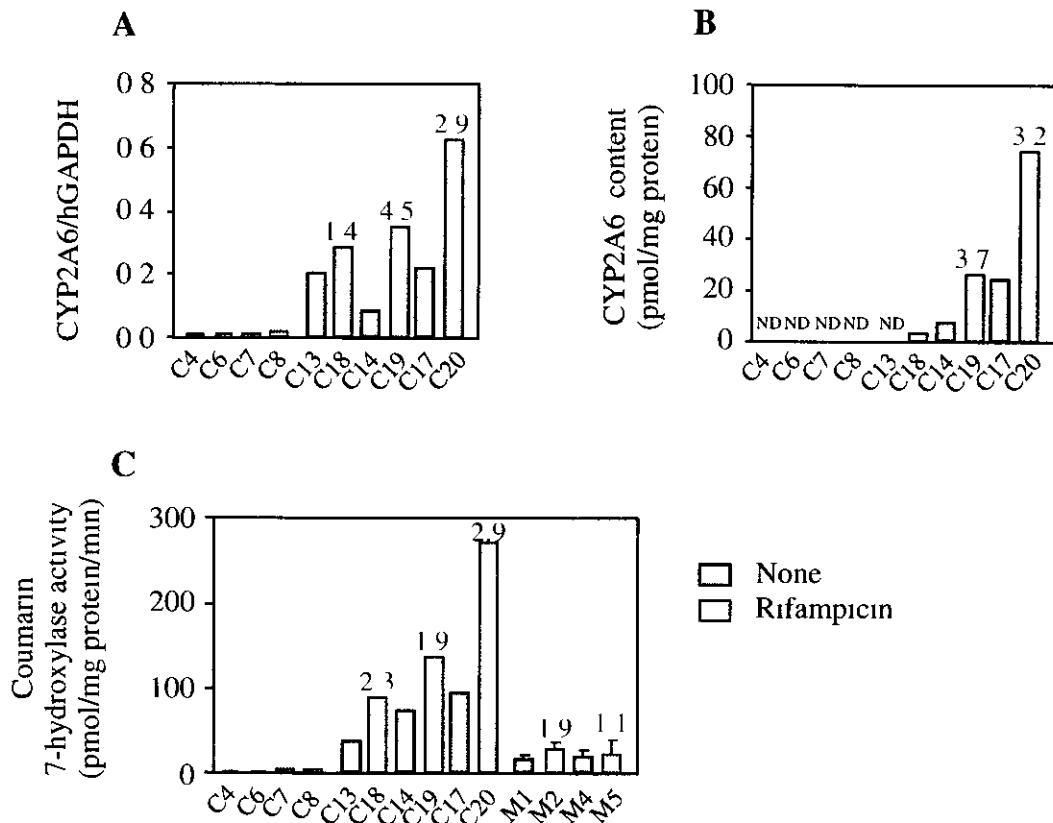 A
CYP2A6/hGAPDH
0 8
0 6
0 4
0 2
0 0
1 4
4 5
2 9
C4 C6 C7 C8 C13 C18 C14 C19 C17 C20
B
CYP2A6 content
(pmol/mg protein)
100
80
60
40
20
0
ND ND ND ND ND
3 7
3 2
C4 C6 C7 C8 C13 C18 C14 C19 C17 C20
C
Coumarin
7-hydroxylase activity
(pmol/mg protein/min)
300
200
100
0
2 3
1 9
2.9
1 9
1 1
C4 C6 C7 C8 C13 C18 C14 C19 C17 C20 M1 M2 M4 M5
None
Rifampicin